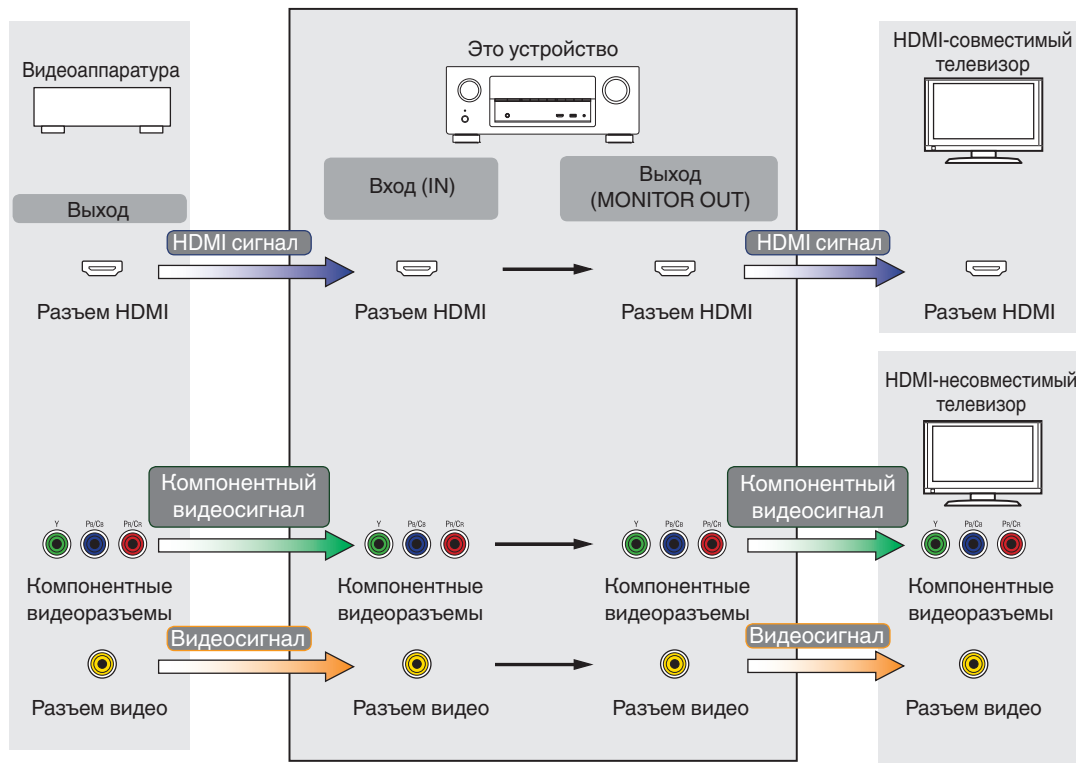 Видеоаппаратура
Это устройство
HDMI-совместимый
телевизор
Выход
Вход (IN)
Выход
(MONITOR OUT)
HDMI сигнал
HDMI сигнал
Разъем HDMI
Разъем HDMI
Разъем HDMI
Разъем HDMI
HDMI-несовместимый
телевизор
Компонентный
видеосигнал
Компонентный
видеосигнал
Y PB/CB PR/CR
Y PB/CB PR/CR
Y PB/CB PR/CR
Y PB/CB PR/CR
Компонентные
видеоразъемы
Компонентные
видеоразъемы
Компонентные
видеоразъемы
Компонентные
видеоразъемы
Видеосигнал
Видеосигнал
Разъем видео
Разъем видео
Разъем видео
Разъем видео